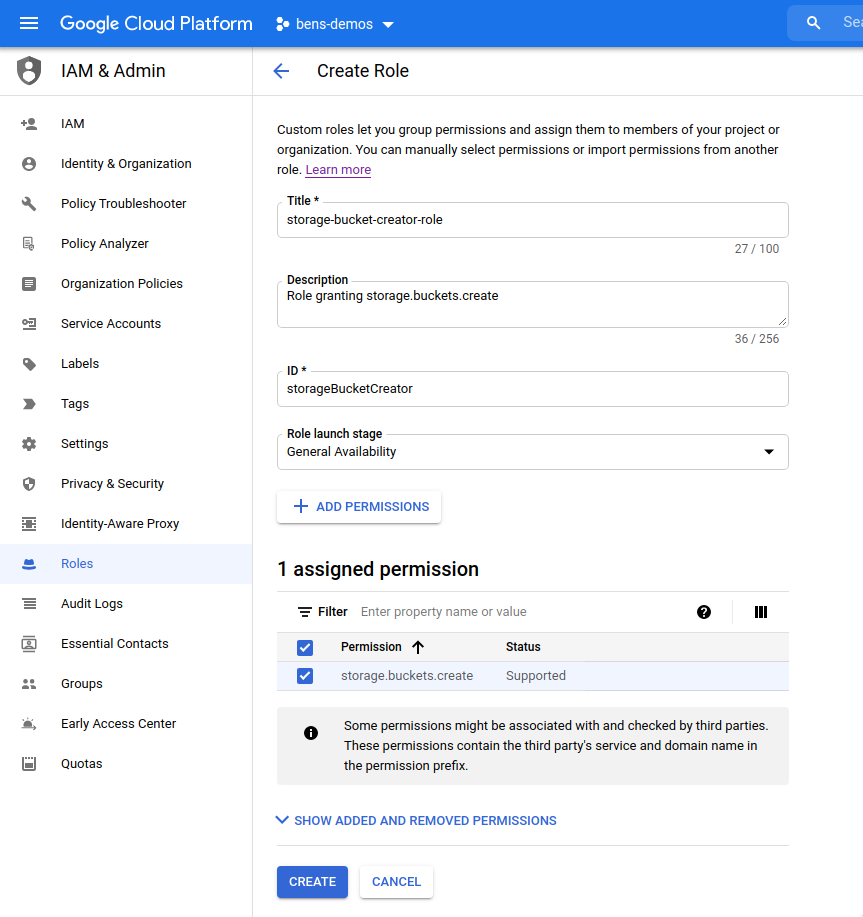 Google Cloud Platform
bens-demos
IAM & Admin
Create Role
IAM
Identity & Organization
Policy Troubleshooter
Policy Analyzer
Organization Policies
Service Accounts
Labels
Tags
Settings
Privacy & Security
Identity-Aware Proxy
Roles
Audit Logs
Essential Contacts
Groups
Early Access Center
Quotas
Custom roles let you group permissions and assign them to members of your project or
organization. You can manually select permissions or import permissions from another
role. Learn more
Title *
storage-bucket-creator-role
27 / 100
Description
Role granting storage.buckets.create
36 / 256
ID *
storageBucketCreator
Role launch stage
General Availability
ADD PERMISSIONS
1 assigned permission
Filter Enter property name or value
Permission Status
storage.buckets.create Supported
Some permissions might be associated with and checked by third parties.
These permissions contain the third party's service and domain name in
the permission prefix.
SHOW ADDED AND REMOVED PERMISSIONS
CREATE CANCEL